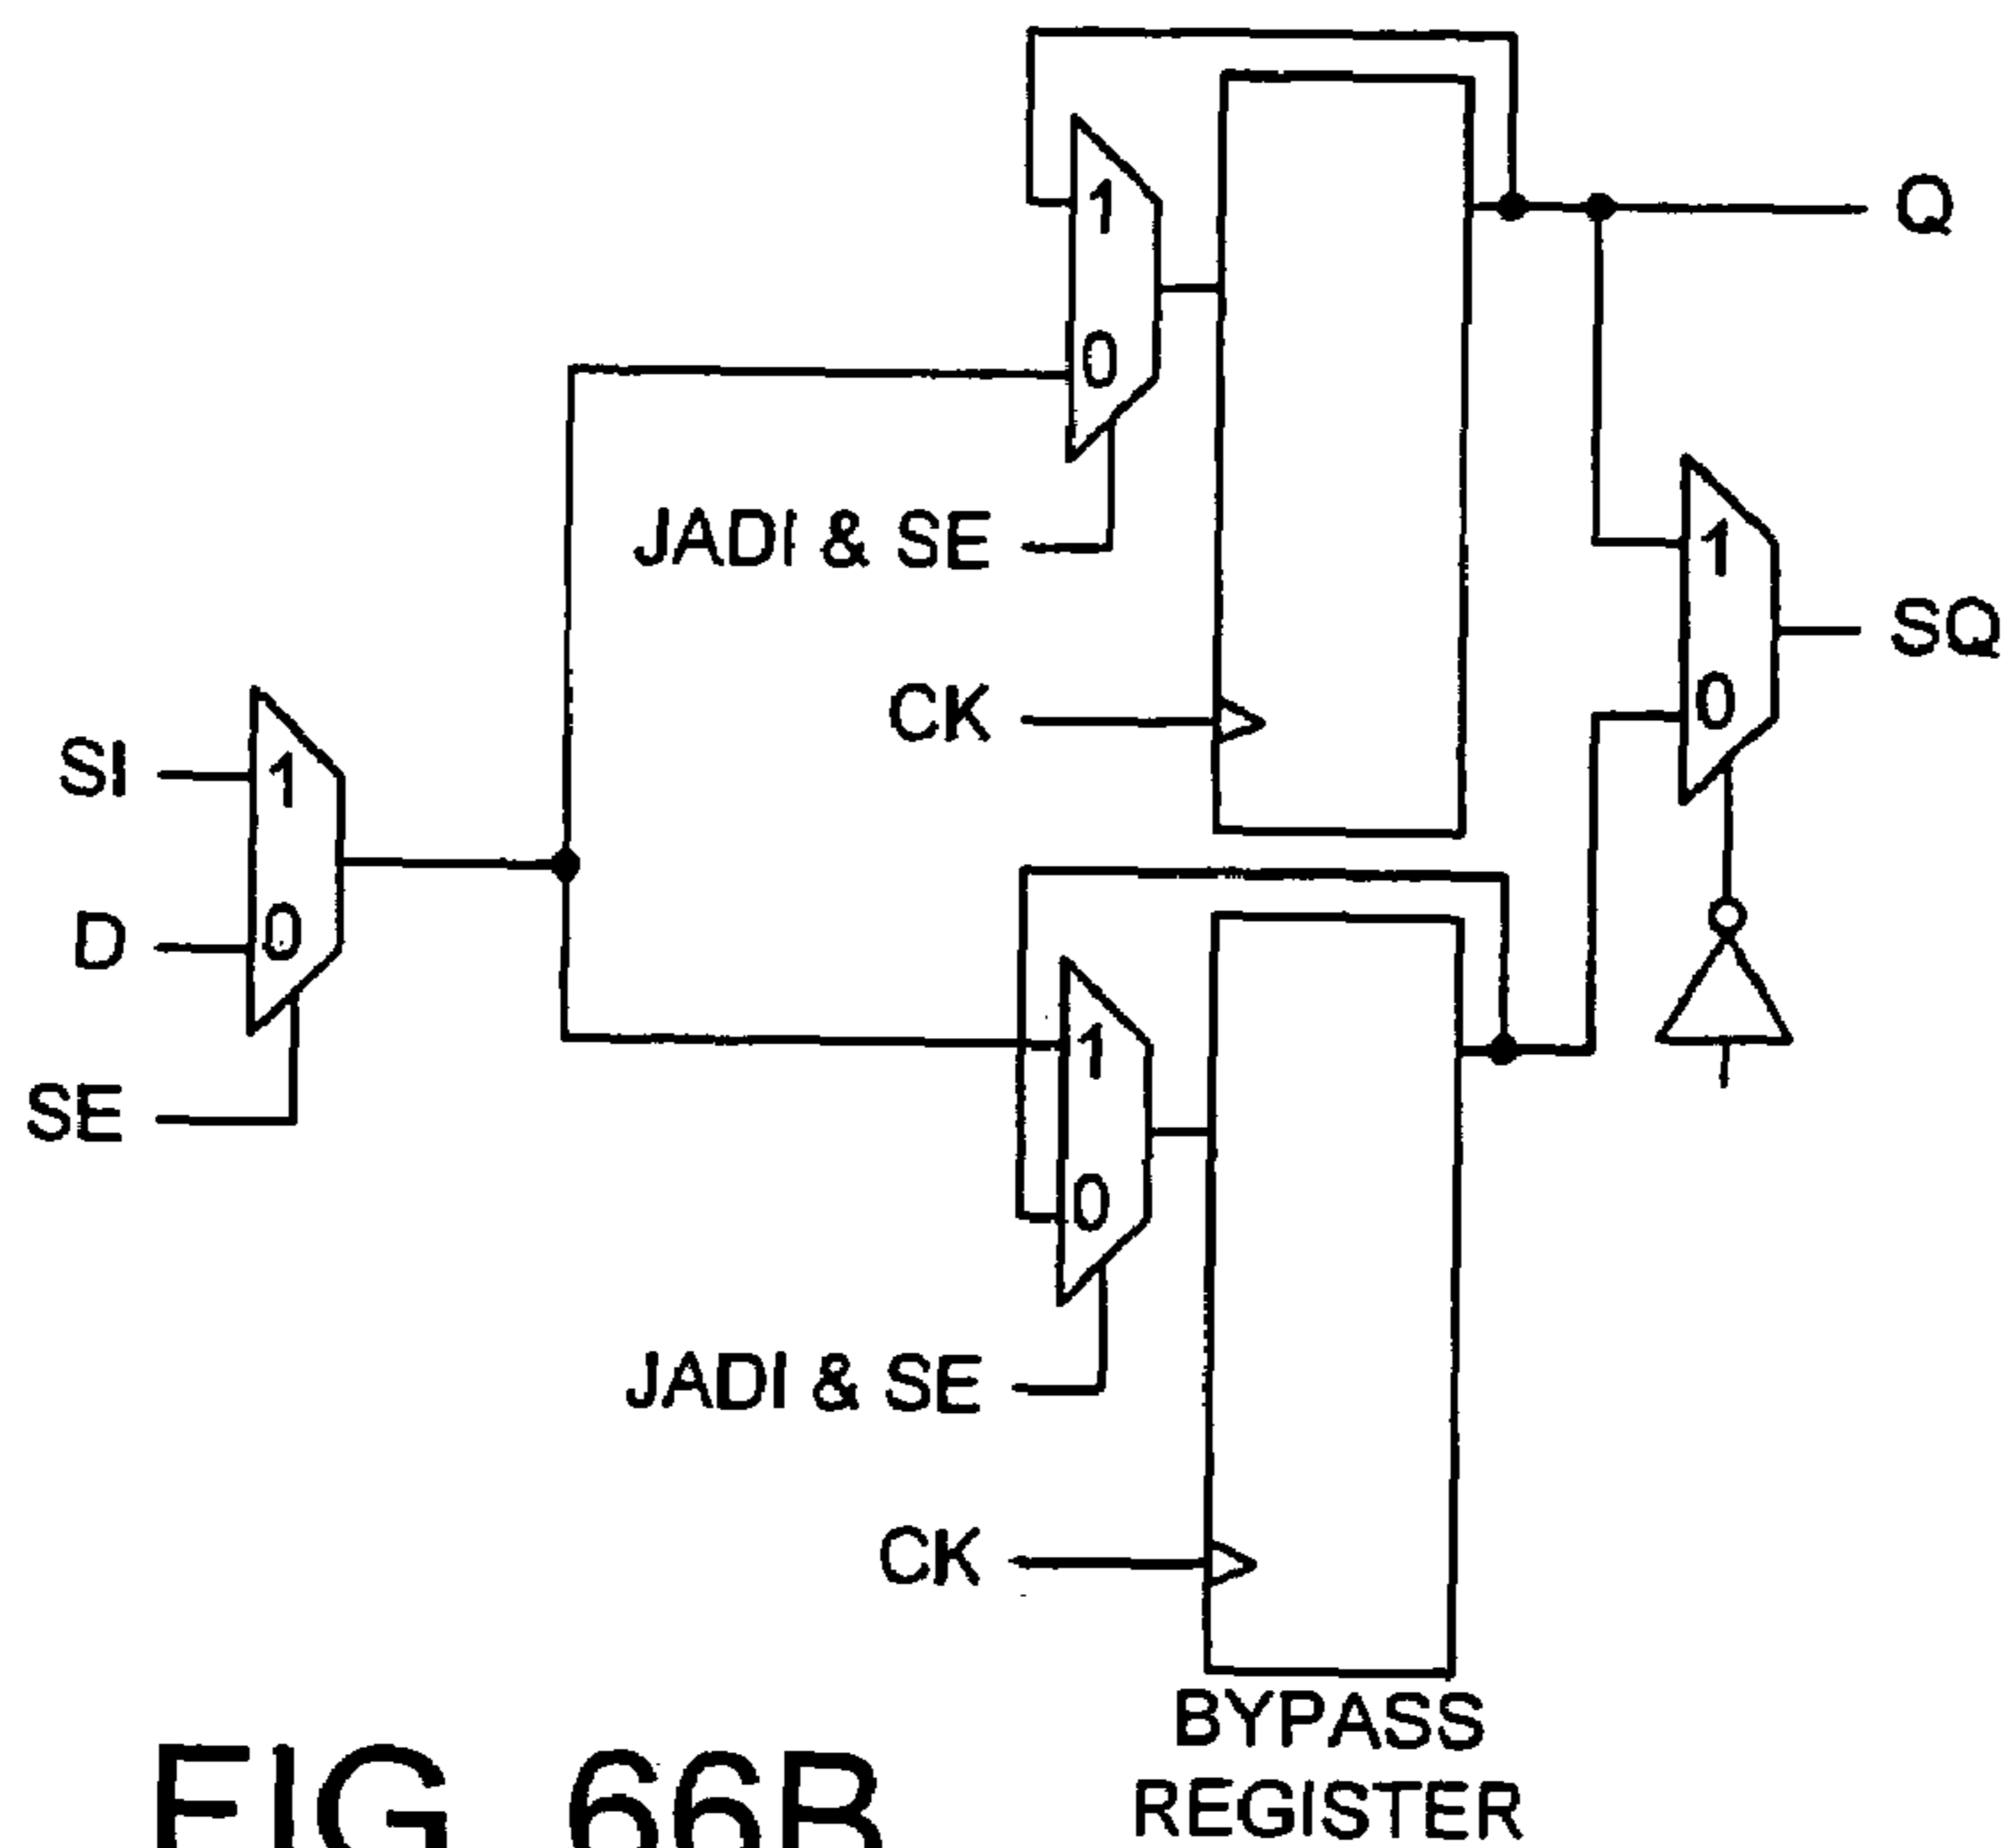 1
Q
0
JADI & SE
1
SQ
CK
0
SI
1
D
0
1
SE
0
JADI & SE
CK
BYPASS
REGISTER
FIG 66B